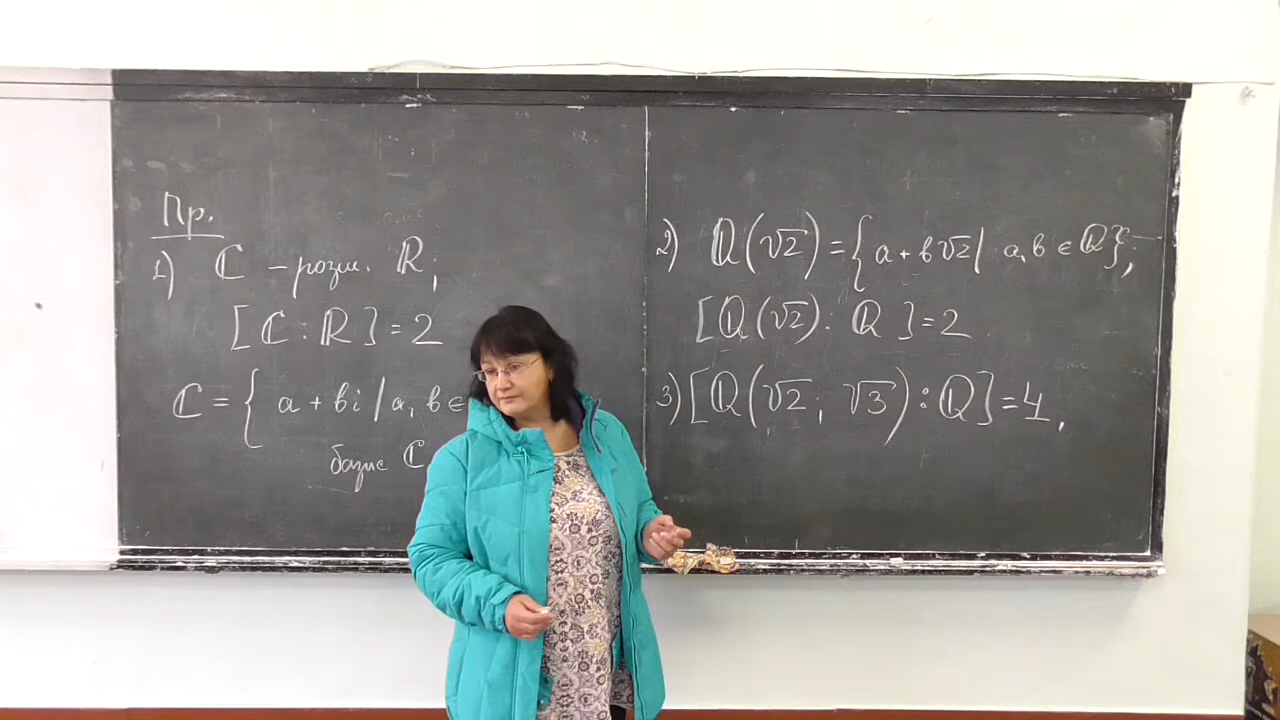 Пр.
1) ℂ – розш. ℝ;
[ℂ : ℝ] = 2
ℂ = { a + bi / a, b ∈
базис ℂ
2) ℚ(√2) = { a + b√2 / a, b ∈ ℚ};
[ℚ(√2) : ℚ] = 2
3) [ℚ(√2; √3) : ℚ] = 4,